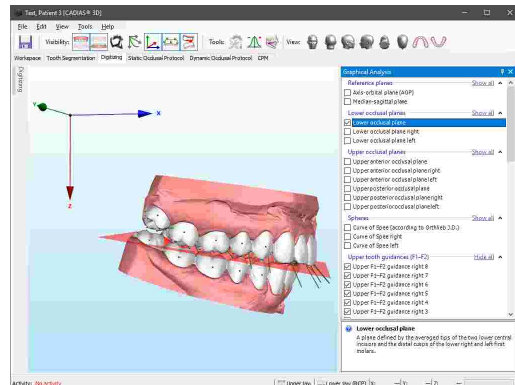 Test, Patient 3 [CADIAS® 3D]
File Edit View Tools Help
Visibility: Tools: View:
Workspace Tooth Segmentation Digitizing Static Occlusal Protocol Dynamic Occlusal Protocol CPM
Digitizing
Y
X
Z
Graphical Analysis
Reference planes Show all
Axis-orbital plane (AOP)
Median-sagittal plane
Lower occlusal planes Show all
Lower occlusal plane
Lower occlusal plane right
Lower occlusal plane left
Upper occlusal planes Show all
Upper anterior occlusal plane
Upper anterior occlusal plane right
Upper anterior occlusal plane left
Upper posterior occlusal plane
Upper posterior occlusal plane right
Upper posterior occlusal plane left
Spheres Show all
Curve of Spee (according to Orthlieb J.D.)
Curve of Spee right
Curve of Spee left
Upper tooth guidances (F1-F2) Hide all
Upper F1-F2 guidance right 8
Upper F1-F2 guidance right 7
Upper F1-F2 guidance right 6
Upper F1-F2 guidance right 5
Upper F1-F2 guidance right 4
Upper F1-F2 guidance right 3
Lower occlusal plane
A plane defined by the averaged tips of the two lower central
incisors and the distal cusps of the lower right and left first
molars.
Activity: No activity Upper jaw Lower jaw (RCP) X: Y: Z: